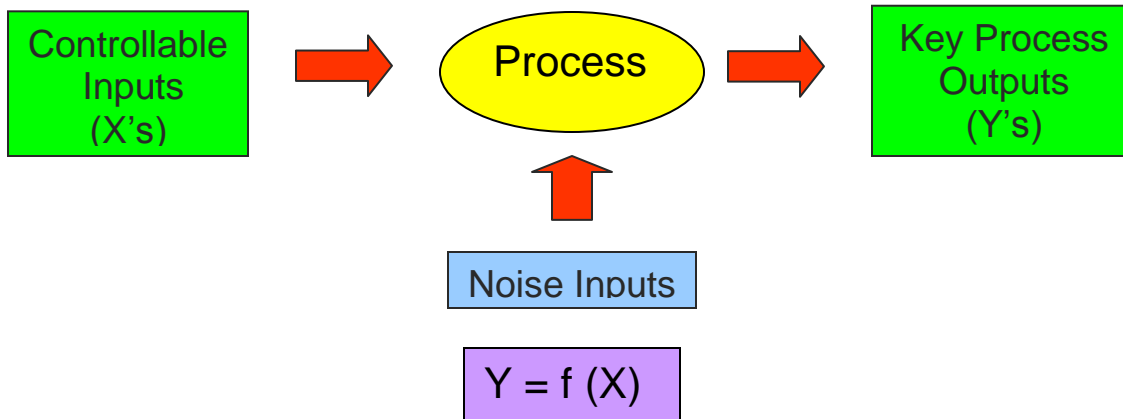 Controllable
Inputs
(X's)
Process
Key Process
Outputs
(Y's)
Noise Inputs
Y = f (X)